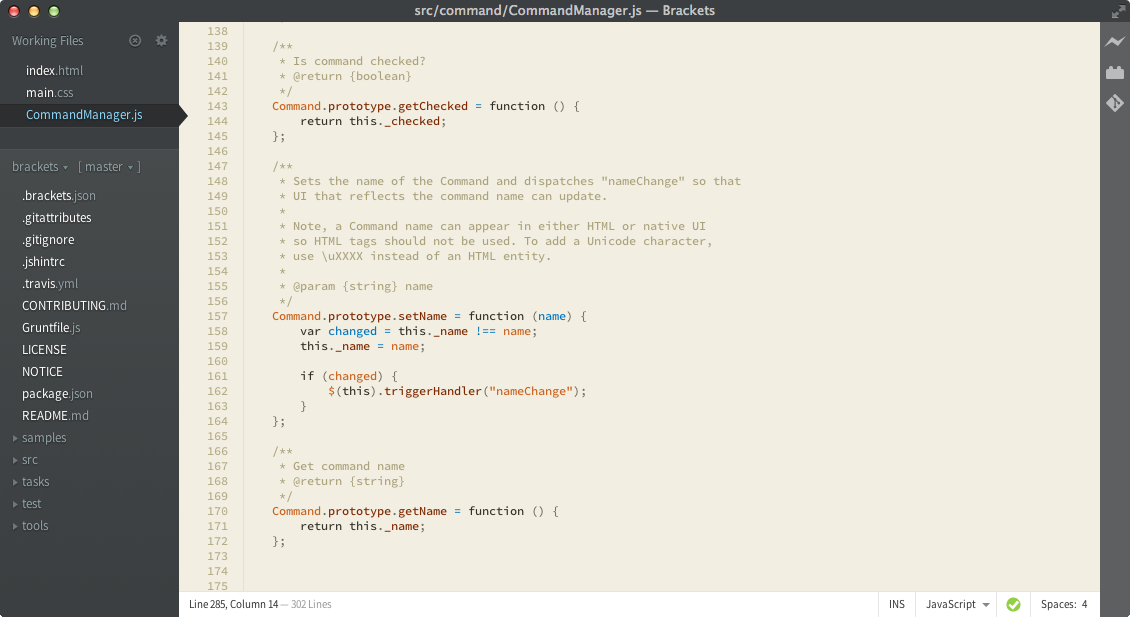 src/command/CommandManager.js — Brackets
Working Files
index.html
main.css
CommandManager.js
brackets
[ master ]
.brackets.json
.gitattributes
.gitignore
.jshintrc
.travis.yml
CONTRIBUTING.md
Gruntfile.js
LICENSE
NOTICE
package.json
README.md
samples
src
tasks
test
tools
138
139 /**
140  * Is command checked?
141  * @return {boolean}
142  */
143 Command.prototype.getChecked = function () {
144     return this._checked;
145 };
146
147 /**
148  * Sets the name of the Command and dispatches "nameChange" so that
149  * UI that reflects the command name can update.
150  *
151  * Note, a Command name can appear in either HTML or native UI
152  * so HTML tags should not be used. To add a Unicode character,
153  * use \uXXXX instead of an HTML entity.
154  *
155  * @param {string} name
156  */
157 Command.prototype.setName = function (name) {
158     var changed = this._name !== name;
159     this._name = name;
160
161     if (changed) {
162         $(this).triggerHandler("nameChange");
163     }
164 };
165
166 /**
167  * Get command name
168  * @return {string}
169  */
170 Command.prototype.getName = function () {
171     return this._name;
172 };
173
174
175
Line 285, Column 14 — 302 Lines
INS
JavaScript
Spaces: 4